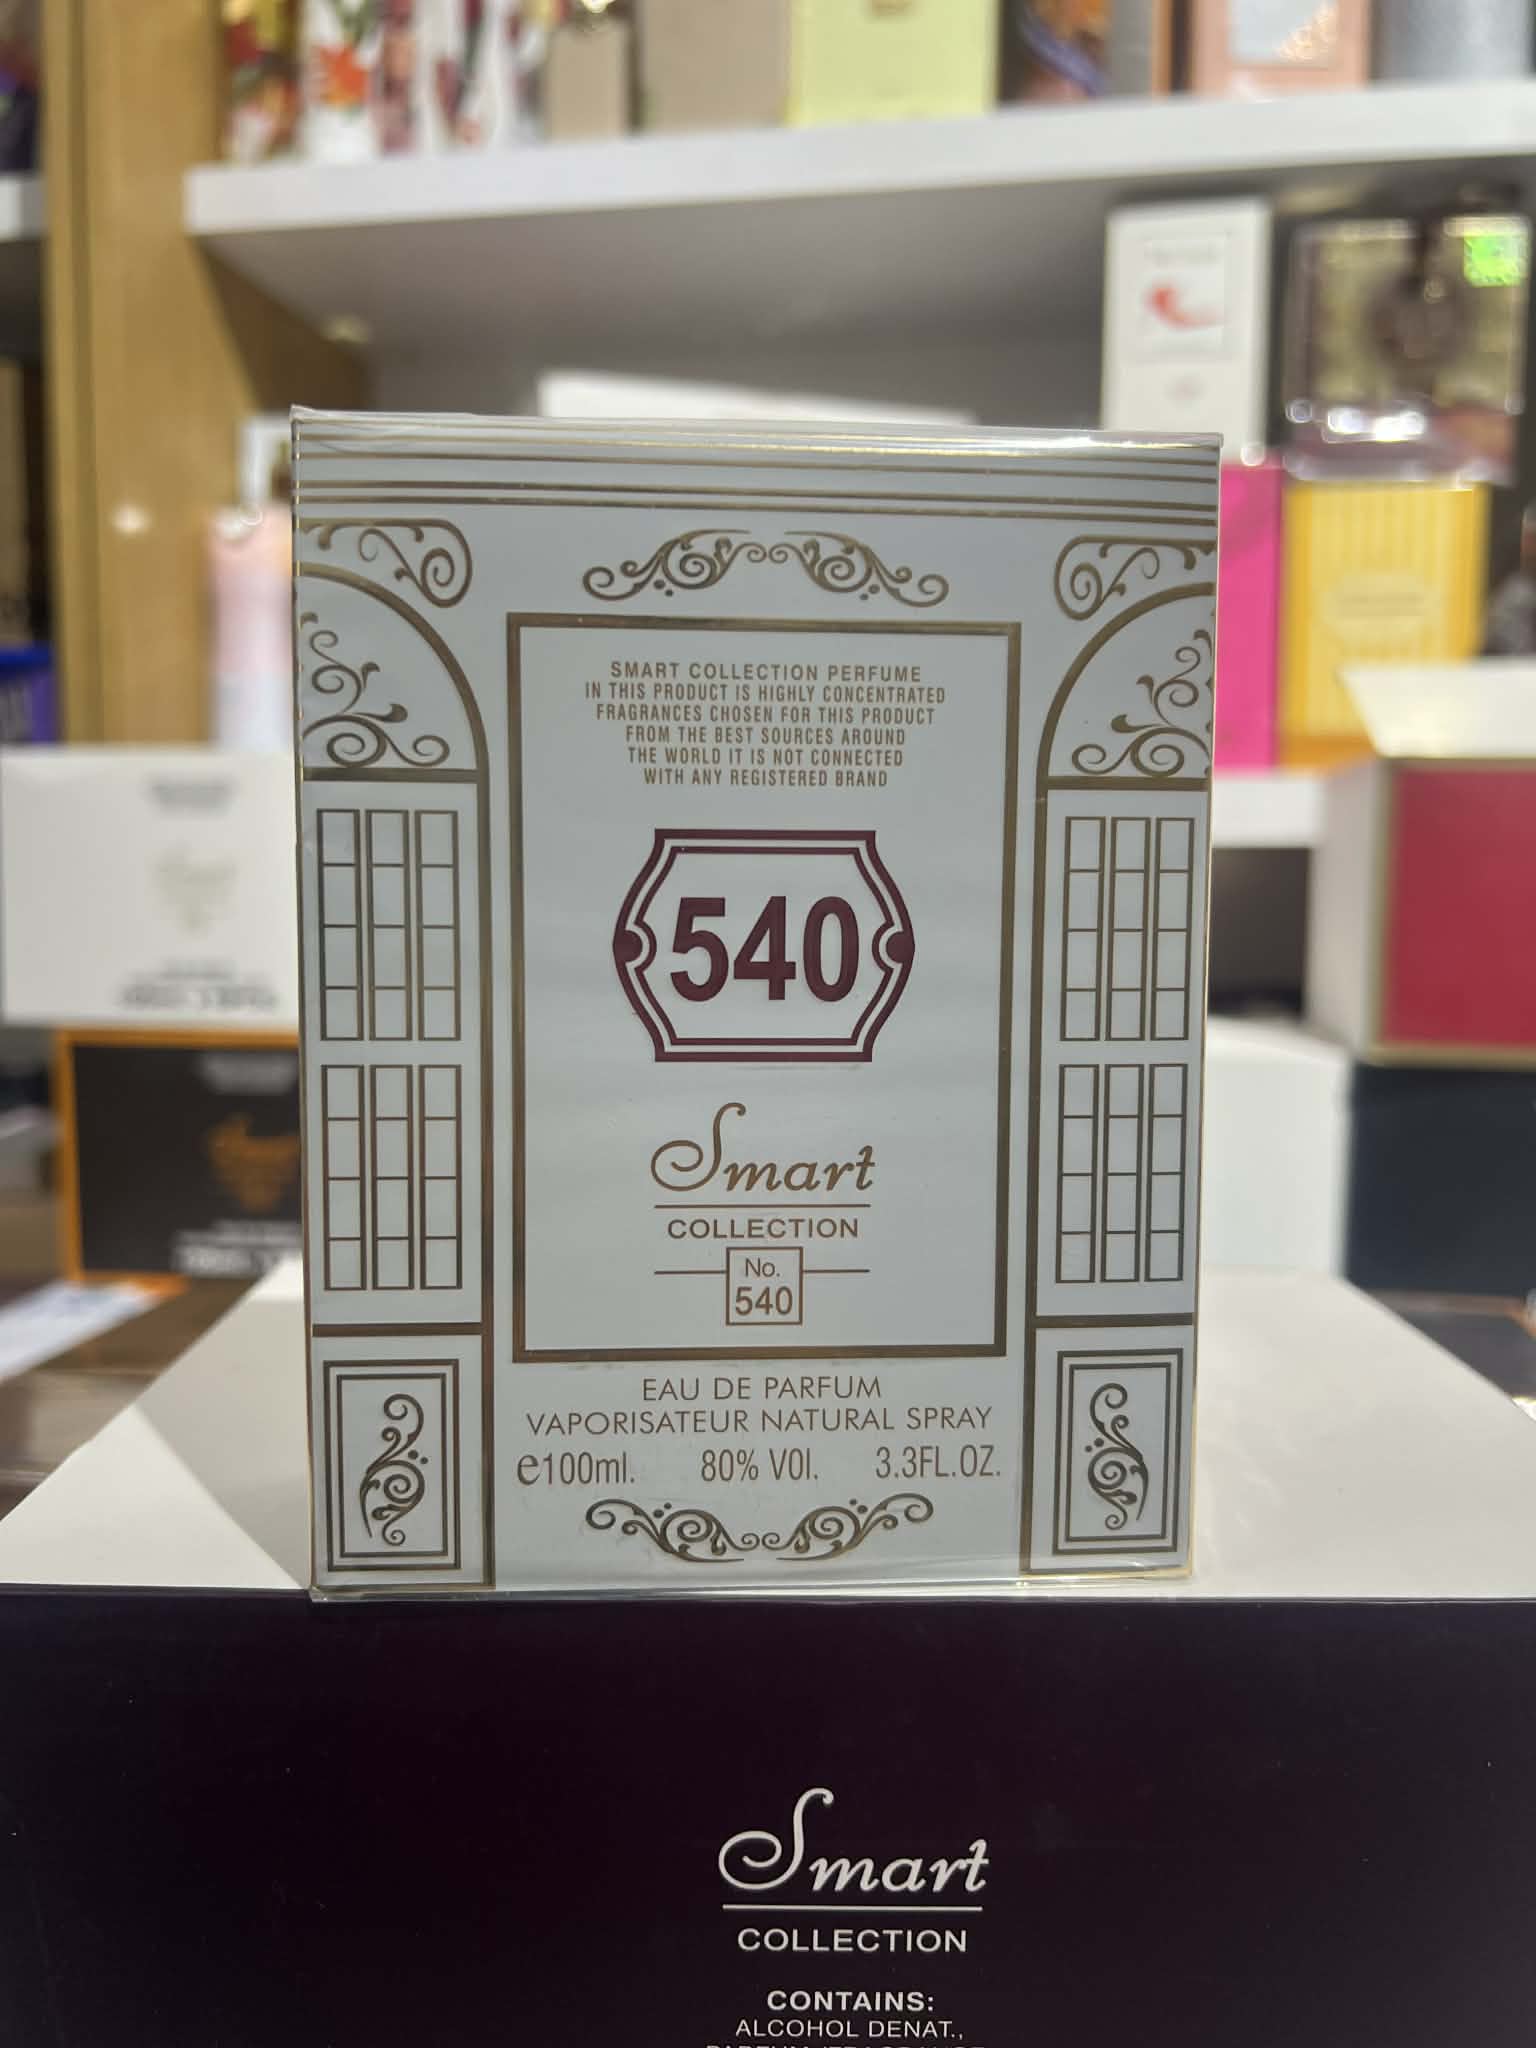 SMART COLLECTION PERFUME
IN THIS PRODUCT IS HIGHLY CONCENTRATED
FRAGRANCES CHOSEN FOR THIS PRODUCT
FROM THE BEST SOURCES AROUND
THE WORLD IT IS NOT CONNECTED
WITH ANY REGISTERED BRAND
540
Smart
COLLECTION
No.
540
EAU DE PARFUM
VAPORISATEUR NATURAL SPRAY
e100ml. 80% VOl. 3.3FL.OZ.
Smart
COLLECTION
CONTAINS:
ALCOHOL DENAT.,